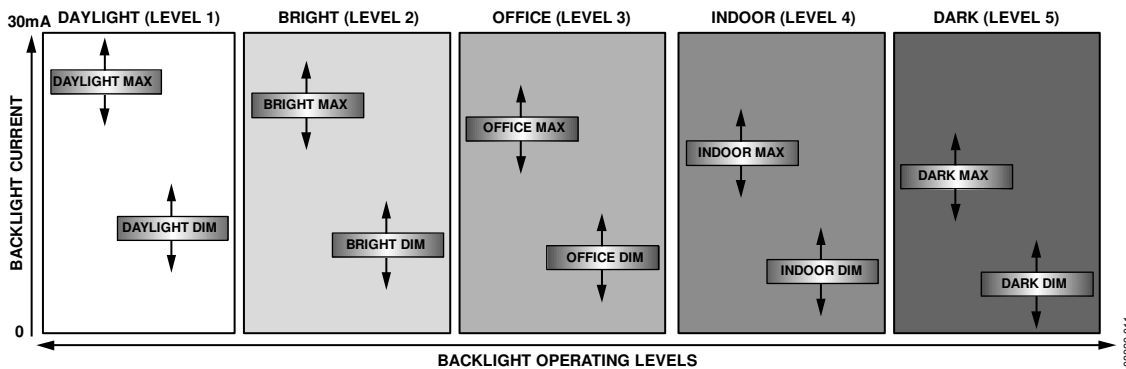 30mA
DAYLIGHT (LEVEL 1)
BRIGHT (LEVEL 2)
OFFICE (LEVEL 3)
INDOOR (LEVEL 4)
DARK (LEVEL 5)
BACKLIGHT CURRENT
DAYLIGHT MAX
BRIGHT MAX
OFFICE MAX
INDOOR MAX
DARK MAX
DAYLIGHT DIM
BRIGHT DIM
OFFICE DIM
INDOOR DIM
DARK DIM
0
BACKLIGHT OPERATING LEVELS